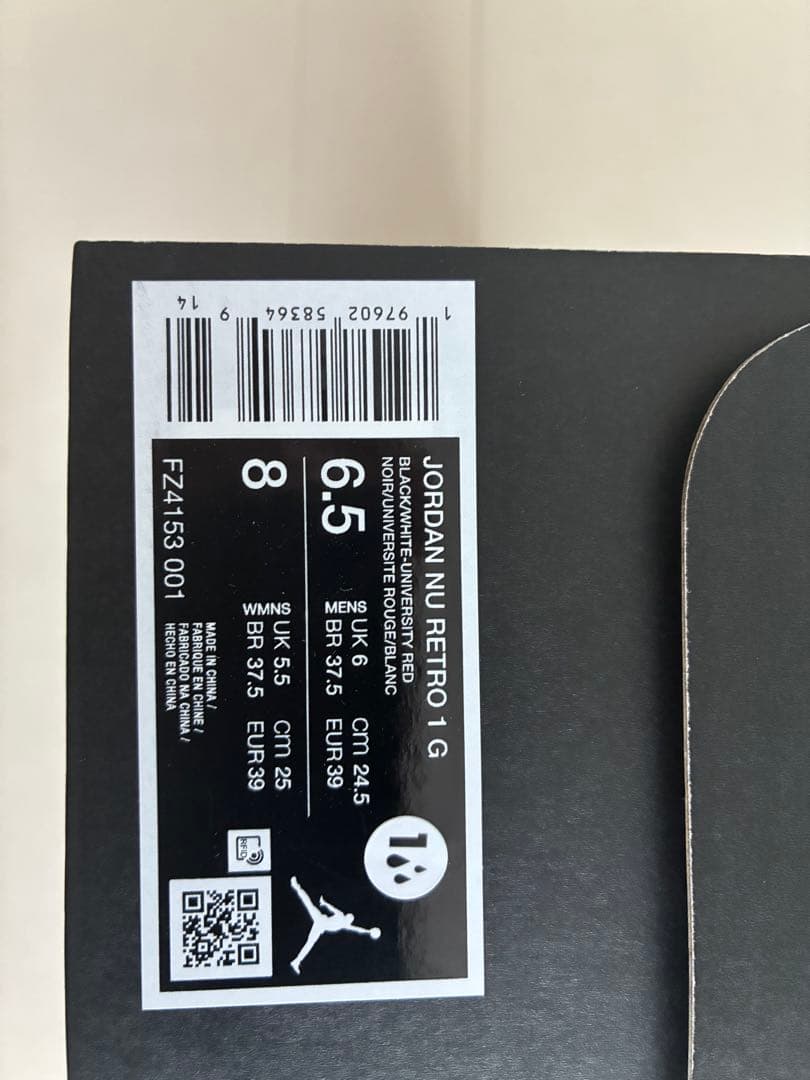 JORDAN NU RETRO 1 G
BLACK/WHITE-UNIVERSITY RED
NOIR/UNIVERSITE ROUGE/BLANC
6.5 MENS UK 6 cm 24.5
BR 37.5 EUR 39
8 WMNS UK 5.5 cm 25
BR 37.5 EUR 39
FZ4153 001
MADE IN CHINA /
FABRIQUE EN CHINE /
FABRICADO NA CHINA /
HECHO EN CHINA
RFID
1 97602 58364 9 14